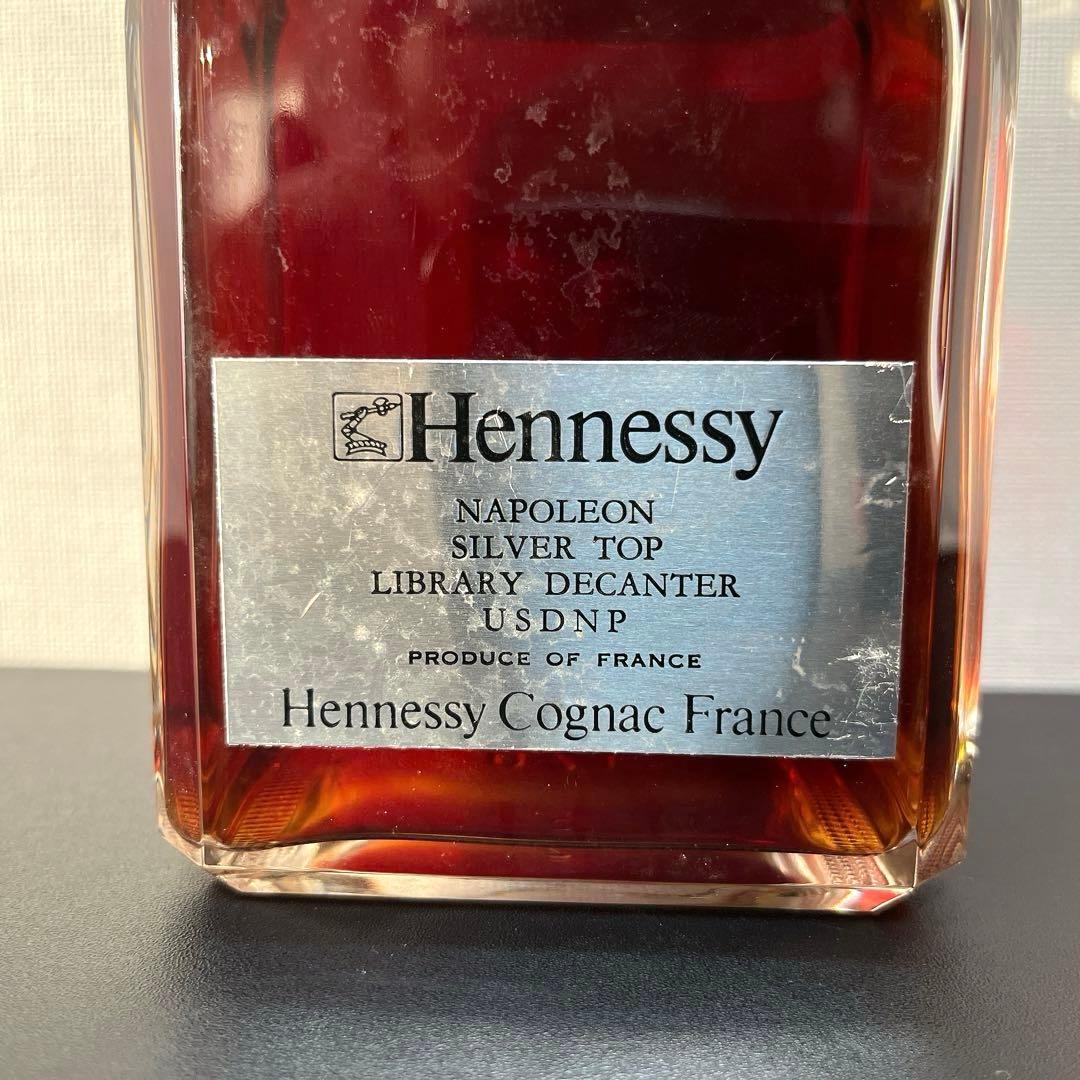 Hennessy
NAPOLEON
SILVER TOP
LIBRARY DECANTER
USDNP
PRODUCE OF FRANCE
Hennessy Cognac France